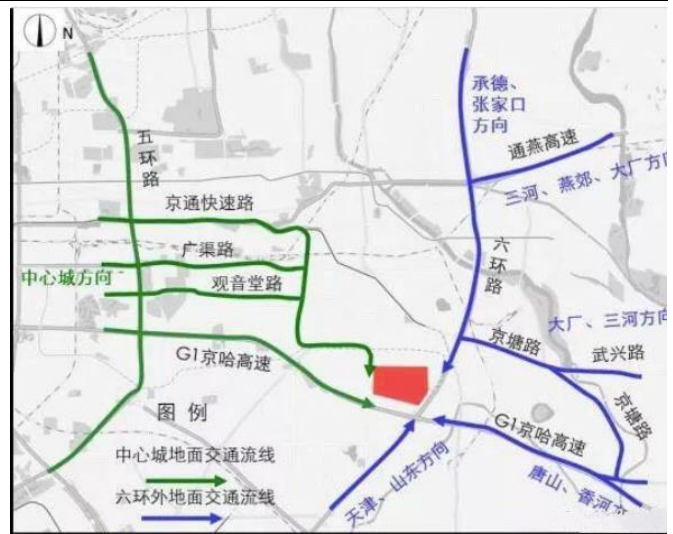 N
承德、
张家口
方向
五环路
通燕高速
三河、燕郊、大厂方向
京通快速路
六环路
广渠路
中心城方向
观音堂路
大厂、三河方向
京塘路
武兴路
G1京哈高速
京塘路
图例
G1京哈高速
中心城地面交通流线
天津、山东方向
唐山、香河方
六环外地面交通流线